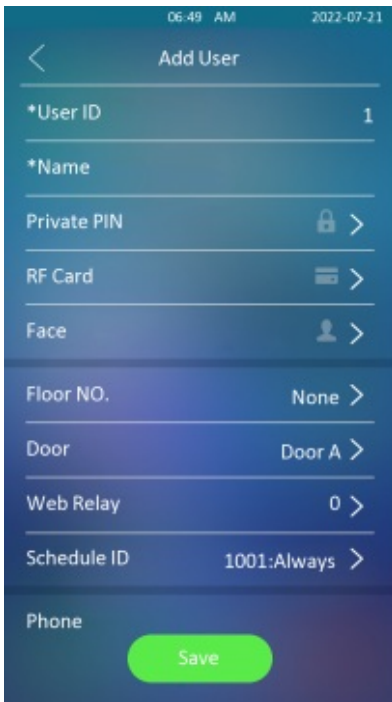 06:49 AM 2022-07-21
Add User
*User ID 1
*Name
Private PIN
RF Card
Face
Floor NO. None
Door Door A
Web Relay 0
Schedule ID 1001:Always
Phone
Save